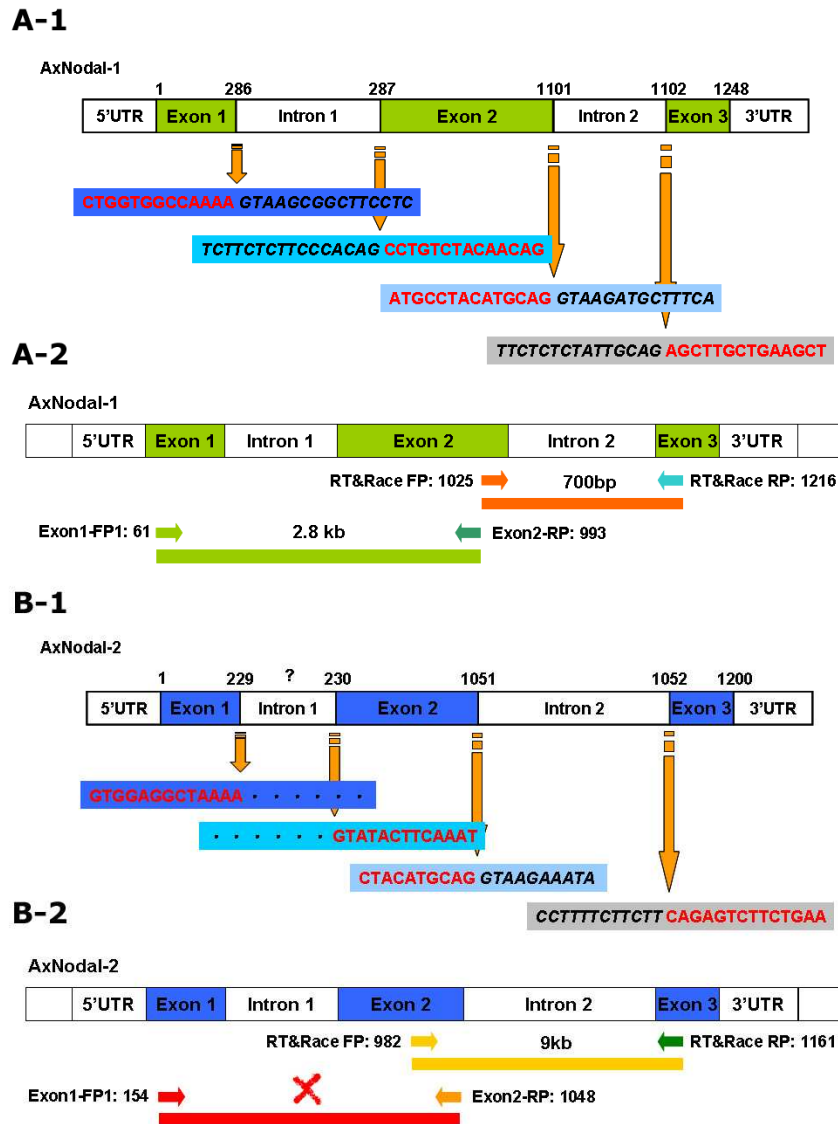 A-1
AxNodal-1
1 286 287 1101 1102 1248
5'UTR Exon 1 Intron 1 Exon 2 Intron 2 Exon 3 3'UTR
CTGGTGGCCAAAA GTAAGCGGCTTCCTC
TCTTCTCTTCCCACAG CCTGTCTACAACAG
ATGCCTACATGCAG GTAAGATGCTTTCA
TTCTCTCTATTGCAG AGCTTGCTGAAGCT
A-2
AxNodal-1
5'UTR Exon 1 Intron 1 Exon 2 Intron 2 Exon 3 3'UTR
RT&Race FP: 1025 700bp RT&Race RP: 1216
Exon1-FP1: 61 2.8 kb Exon2-RP: 993
B-1
AxNodal-2
1 229 ? 230 1051 1052 1200
5'UTR Exon 1 Intron 1 Exon 2 Intron 2 Exon 3 3'UTR
GTGGAGGCTAAAA · · · · · ·
· · · · · · GTATACTTCAAAT
CTACATGCAG GTAAGAAATA
CCTTTTCTTCTT CAGAGTCTTCTGAA
B-2
AxNodal-2
5'UTR Exon 1 Intron 1 Exon 2 Intron 2 Exon 3 3'UTR
RT&Race FP: 982 9kb RT&Race RP: 1161
Exon1-FP1: 154 Exon2-RP: 1048